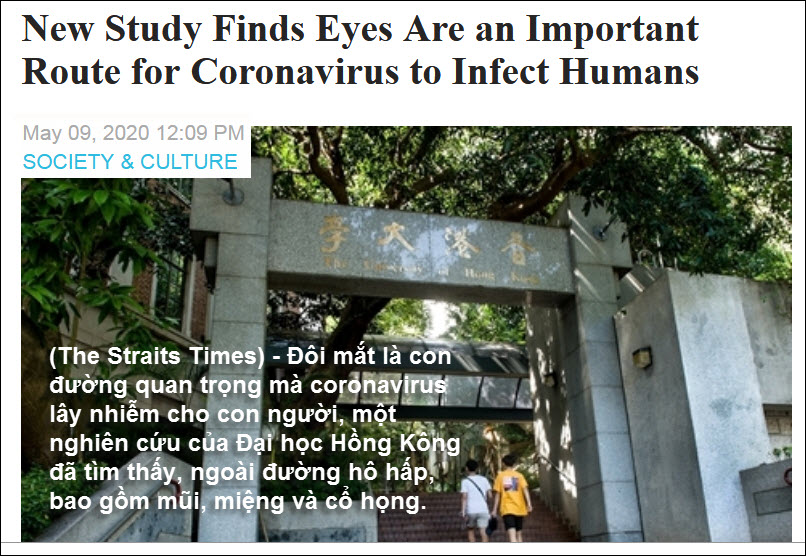 New Study Finds Eyes Are an Important
Route for Coronavirus to Infect Humans
May 09, 2020 12:09 PM
SOCIETY & CULTURE
香港大學
The University of Hong Kong
(The Straits Times) - Đôi mắt là con
đường quan trọng mà coronavirus
lây nhiễm cho con người, một
nghiên cứu của Đại học Hồng Kông
đã tìm thấy, ngoài đường hô hấp,
bao gồm mũi, miệng và cổ họng.